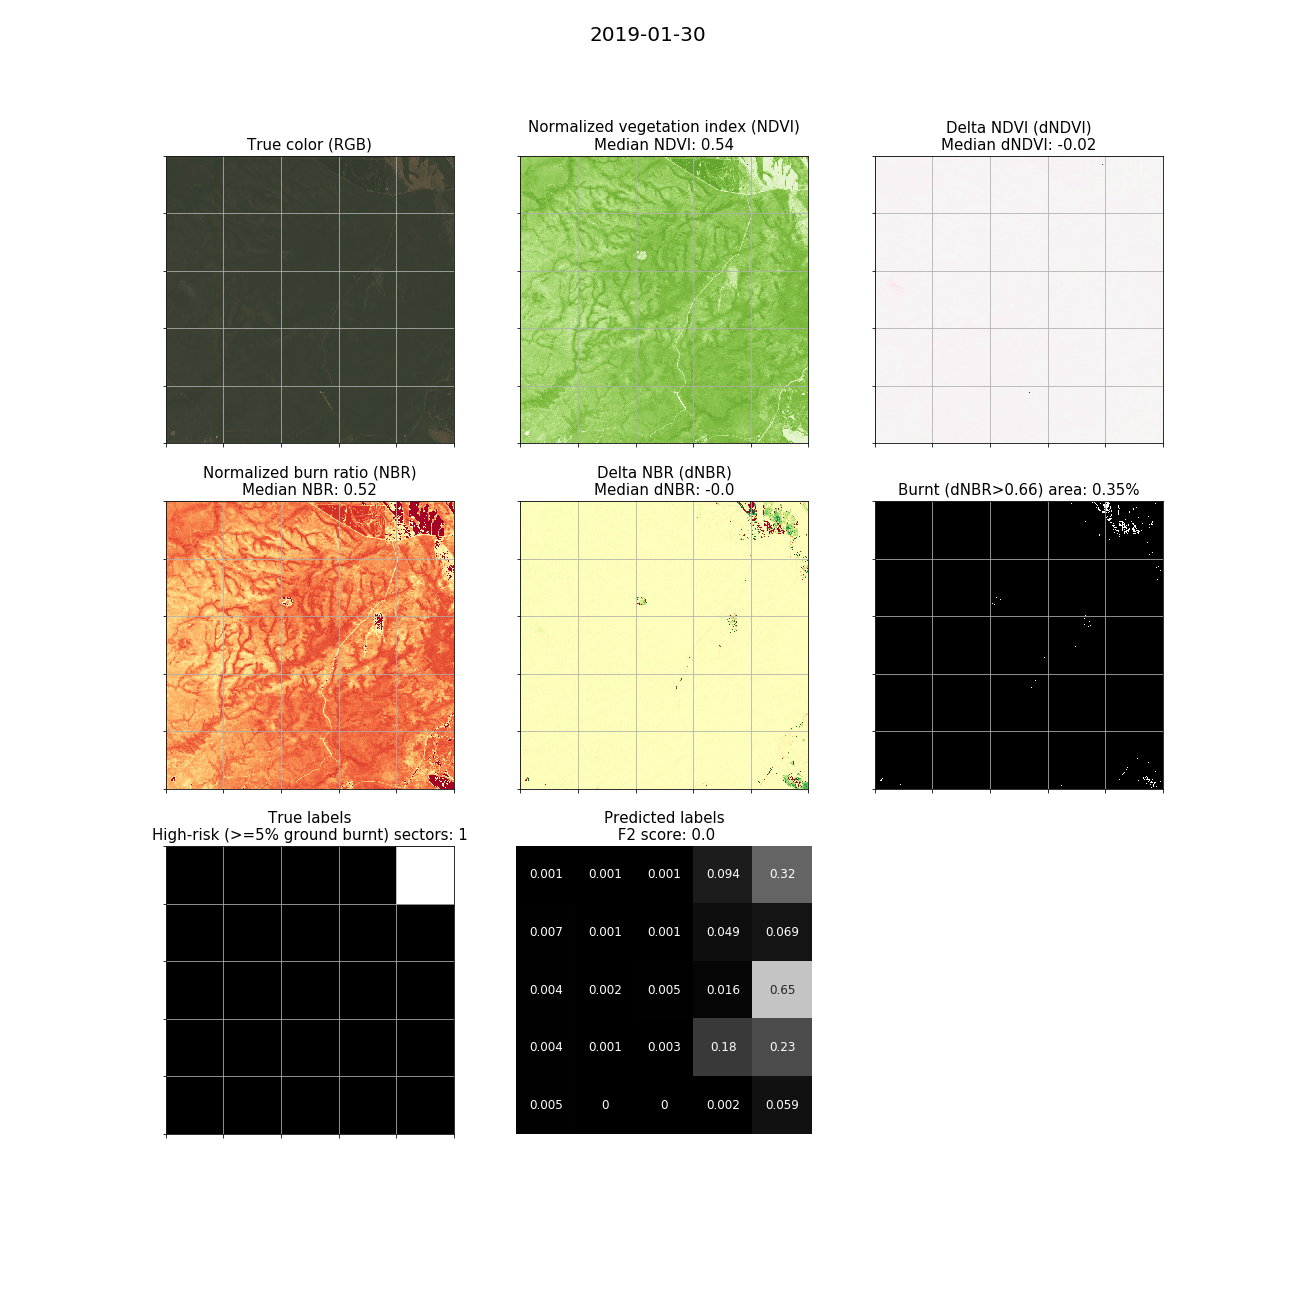 2019-01-30
True color (RGB)
Normalized vegetation index (NDVI)
Median NDVI: 0.54
Delta NDVI (dNDVI)
Median dNDVI: -0.02
Normalized burn ratio (NBR)
Median NBR: 0.52
Delta NBR (dNBR)
Median dNBR: -0.0
Burnt (dNBR>0.66) area: 0.35%
True labels
High-risk (>=5% ground burnt) sectors: 1
Predicted labels
F2 score: 0.0
0.001 0.001 0.001 0.094 0.32
0.007 0.001 0.001 0.049 0.069
0.004 0.002 0.005 0.016 0.65
0.004 0.001 0.003 0.18 0.23
0.005 0 0 0.002 0.059